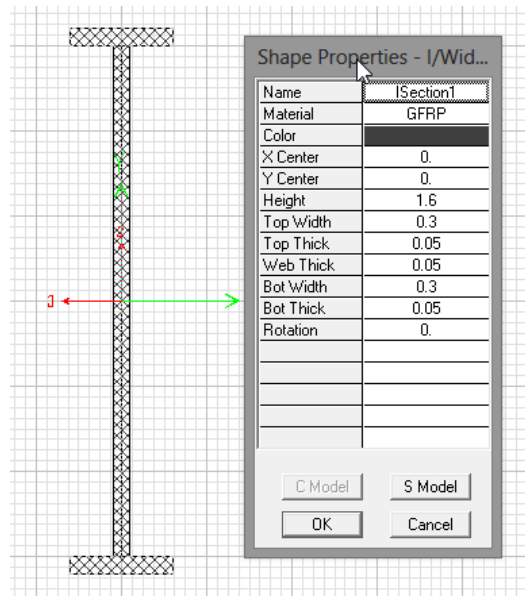 Shape Properties - I/Wid...
Name ISection1
Material GFRP
Color
X Center 0.
Y Center 0.
Height 1.6
Top Width 0.3
Top Thick 0.05
Web Thick 0.05
Bot Width 0.3
Bot Thick 0.05
Rotation 0.
C Model S Model
OK Cancel